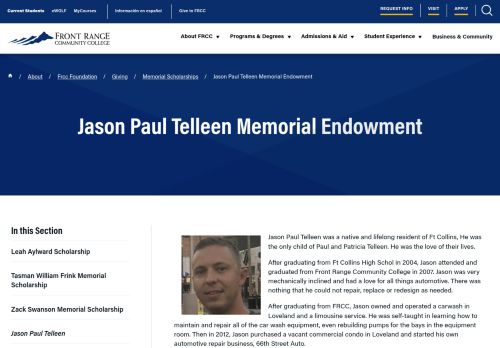 Current Students eWOLF MyCourses Información en español Give to FRCC REQUEST INFO VISIT APPLY
FRONT RANGE
COMMUNITY COLLEGE
About FRCC Programs & Degrees Admissions & Aid Student Experience Business & Community
/ About / Frcc Foundation / Giving / Memorial Scholarships / Jason Paul Telleen Memorial Endowment
Jason Paul Telleen Memorial Endowment
In this Section
Leah Aylward Scholarship
Tasman William Frink Memorial
Scholarship
Zack Swanson Memorial Scholarship
Jason Paul Telleen
Jason Paul Telleen was a native and lifelong resident of Ft Collins, He was
the only child of Paul and Patricia Telleen. He was the love of their lives.
After graduating from Ft Collins High Schol in 2004, Jason attended and
graduated from Front Range Community College in 2007. Jason was very
mechanically inclined and had a love for all things automotive. There was
nothing that he could not repair, replace or redesign as needed.
After graduating from FRCC, Jason owned and operated a carwash in
Loveland and a limousine service. He was self-taught in learning how to
maintain and repair all of the car wash equipment, even rebuilding pumps for the bays in the equipment
room. Then in 2012, Jason purchased a vacant commercial condo in Loveland and started his own
automotive repair business, 66th Street Auto.